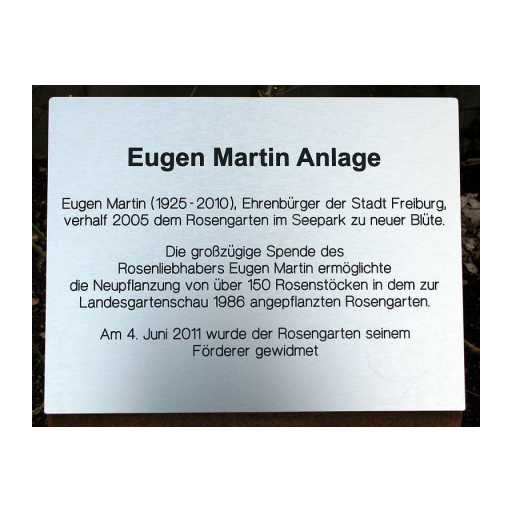 Eugen Martin Anlage
Eugen Martin (1925-2010), Ehrenbürger der Stadt Freiburg,
verhalf 2005 dem Rosengarten im Seepark zu neuer Blüte.
Die großzügige Spende des
Rosenliebhabers Eugen Martin ermöglichte
die Neupflanzung von über 150 Rosenstöcken in dem zur
Landesgartenschau 1986 angepflanzten Rosengarten.
Am 4. Juni 2011 wurde der Rosengarten seinem
Förderer gewidmet